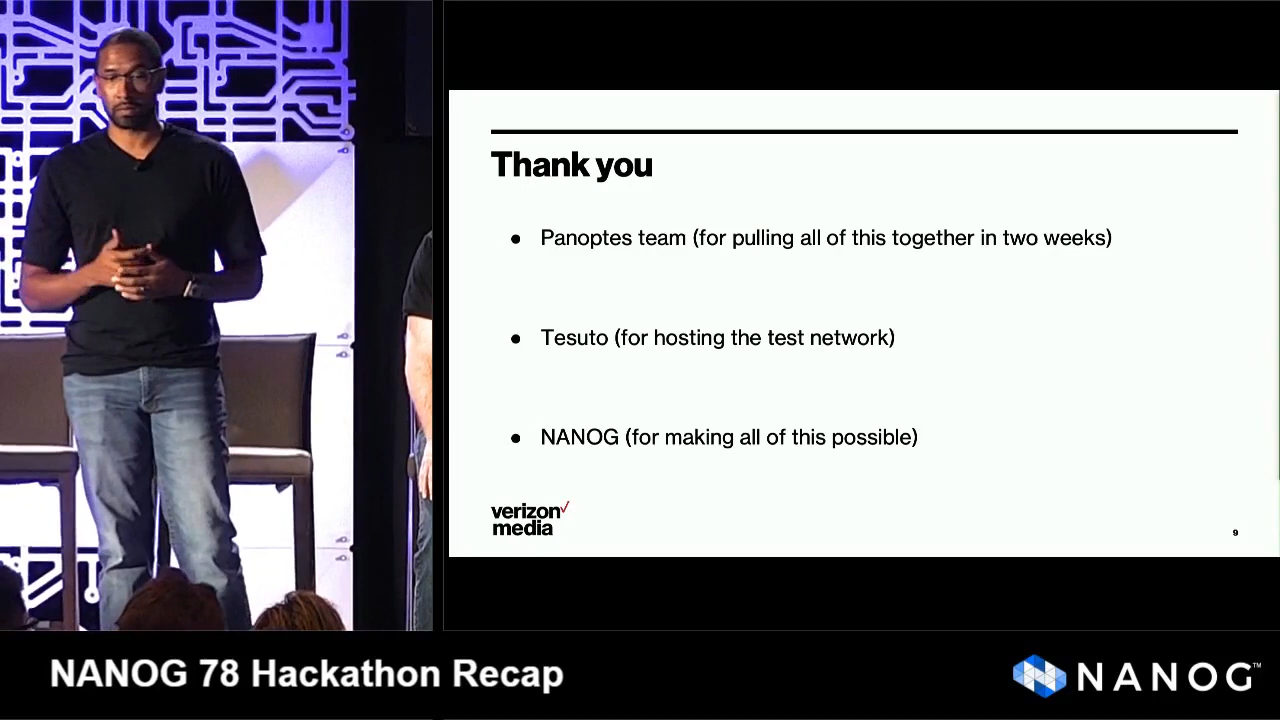 Thank you
● Panoptes team (for pulling all of this together in two weeks)
● Tesuto (for hosting the test network)
● NANOG (for making all of this possible)
verizon✓
media
9
NANOG 78 Hackathon Recap
NANOG™